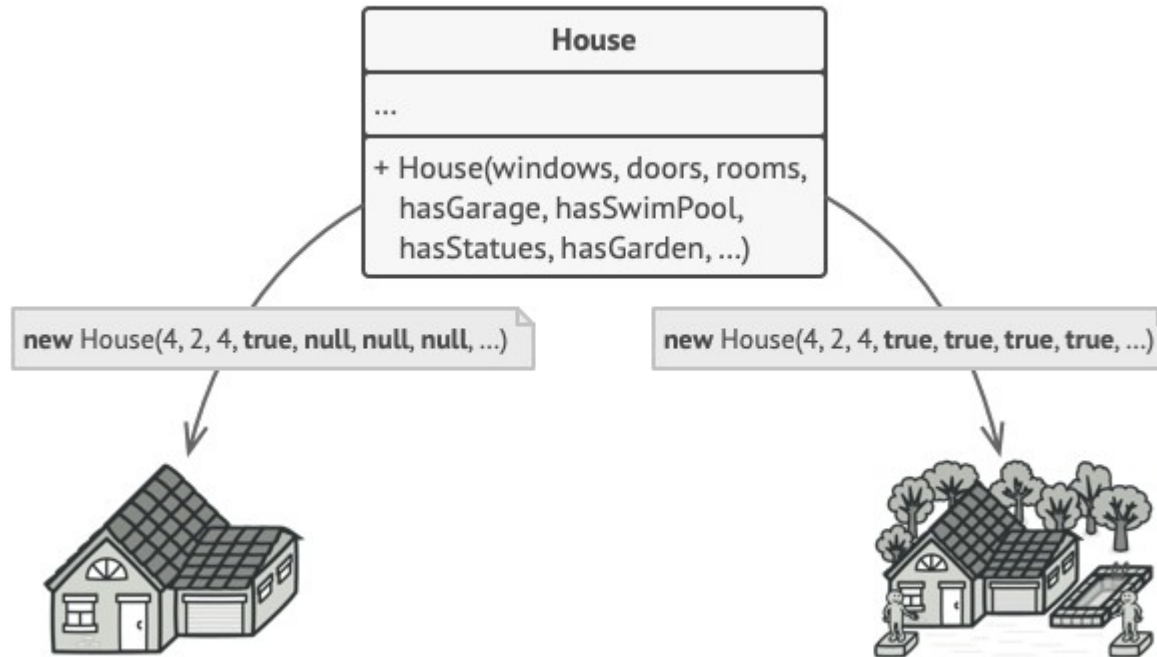 House
...
+ House(windows, doors, rooms,
hasGarage, hasSwimPool,
hasStatues, hasGarden, ...)
new House(4, 2, 4, true, null, null, null, ...)
new House(4, 2, 4, true, true, true, true, ...)